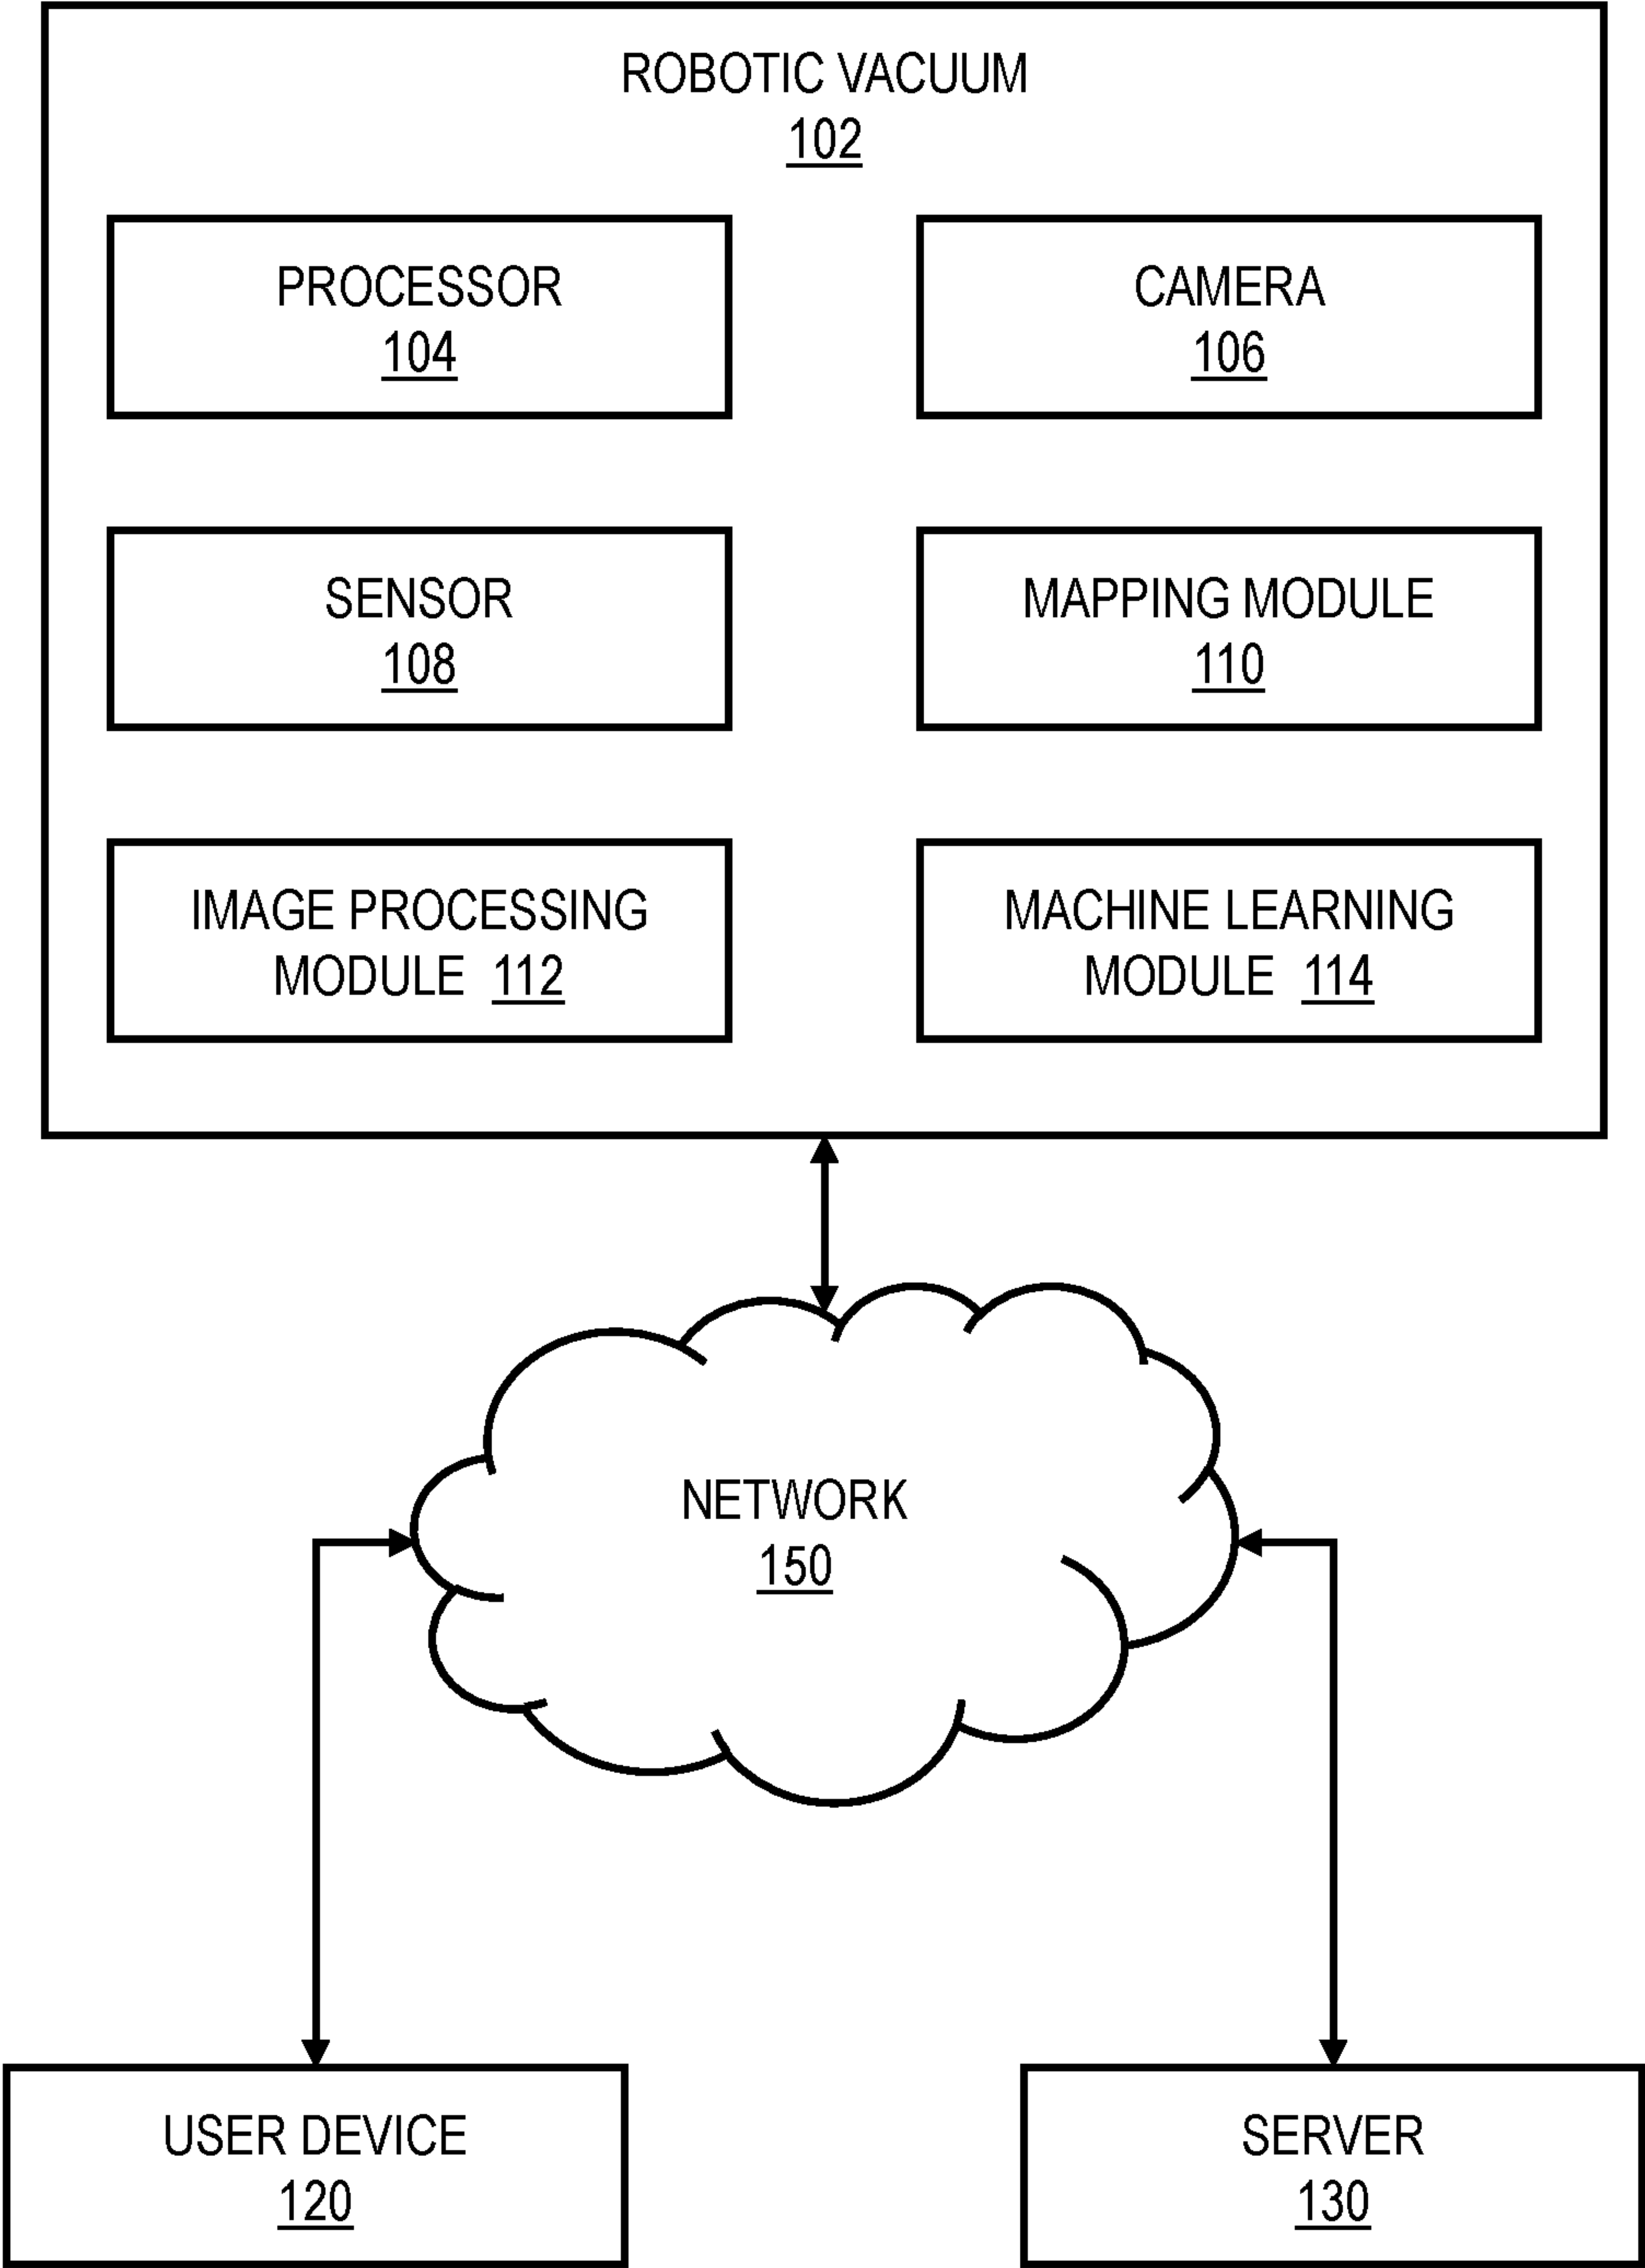 ROBOTIC VACUUM
102
PROCESSOR
104
CAMERA
106
SENSOR
108
MAPPING MODULE
110
IMAGE PROCESSING
MODULE 112
MACHINE LEARNING
MODULE 114
NETWORK
150
USER DEVICE
120
SERVER
130